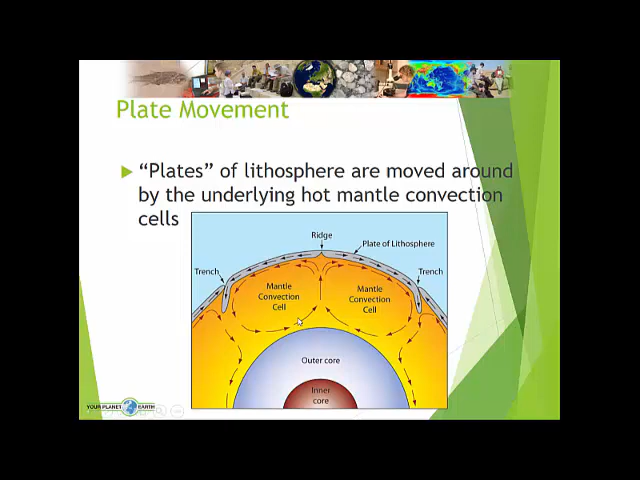 Plate Movement
“Plates” of lithosphere are moved around
by the underlying hot mantle convection
cells
Ridge
Plate of Lithosphere
Trench
Trench
Mantle
Convection
Cell
Mantle
Convection
Cell
Outer core
Inner
core
YOUR PLANET EARTH